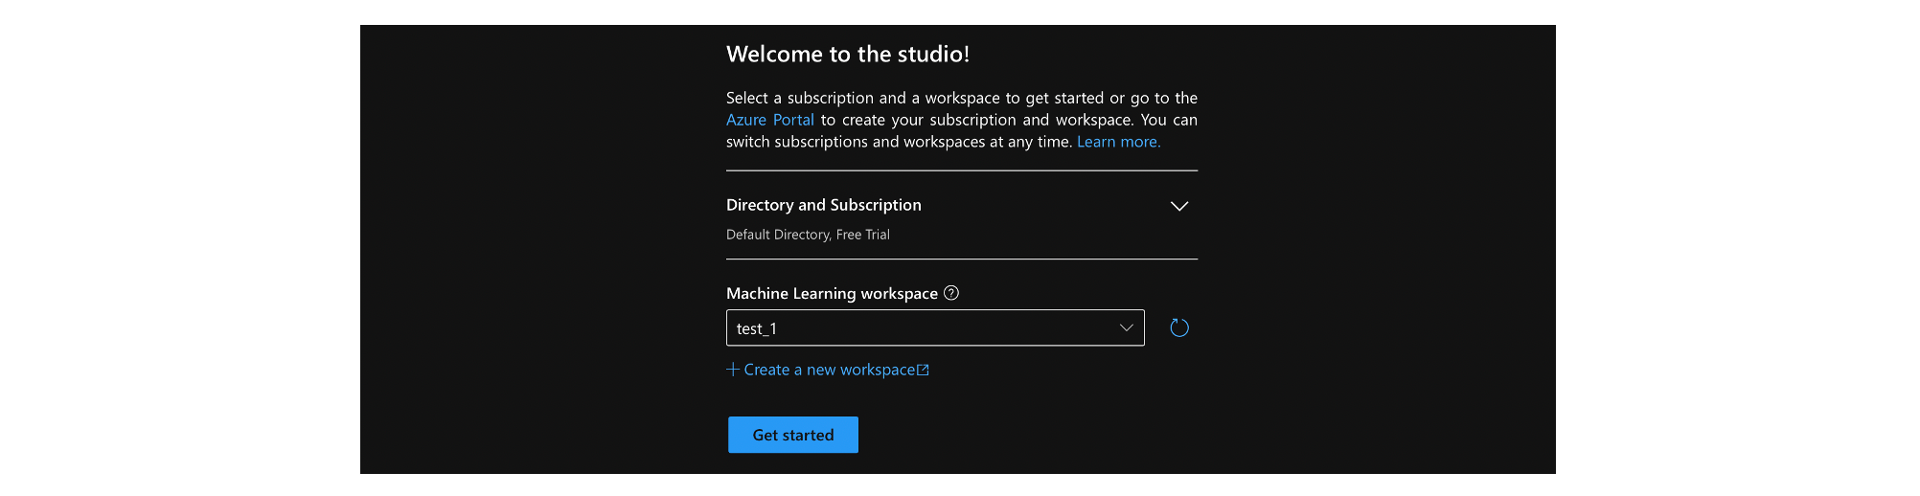 Welcome to the studio!
Select a subscription and a workspace to get started or go to the
Azure Portal to create your subscription and workspace. You can
switch subscriptions and workspaces at any time. Learn more.
Directory and Subscription
Default Directory, Free Trial
Machine Learning workspace
test_1
Create a new workspace
Get started